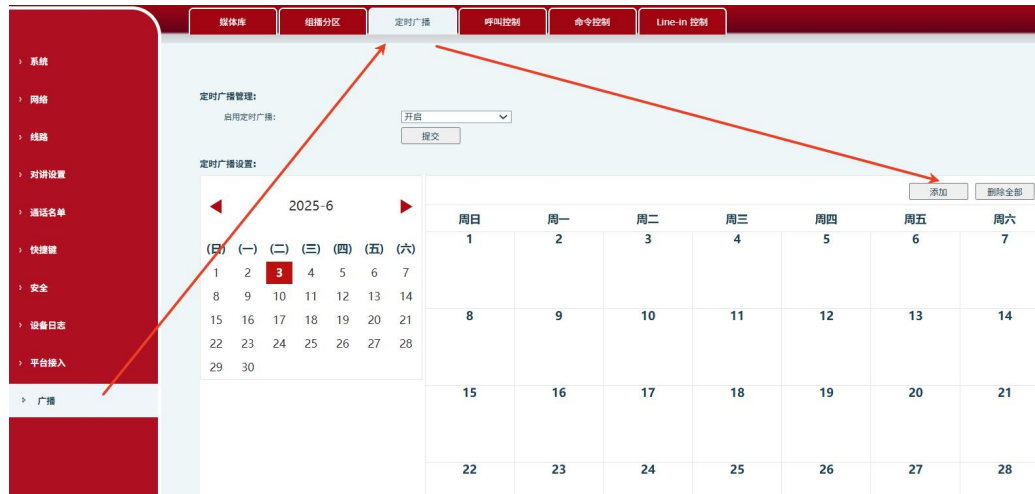 媒体库 组播分区 定时广播 呼叫控制 命令控制 Line-in 控制
› 系统
› 网络
› 线路
› 对讲设置
› 通话名单
› 快捷键
› 安全
› 设备日志
› 平台接入
› 广播
定时广播管理:
启用定时广播: 开启
提交
定时广播设置:
2025-6
(日) (一) (二) (三) (四) (五) (六)
1 2 3 4 5 6 7
8 9 10 11 12 13 14
15 16 17 18 19 20 21
22 23 24 25 26 27 28
29 30
添加 删除全部
周日 周一 周二 周三 周四 周五 周六
1 2 3 4 5 6 7
8 9 10 11 12 13 14
15 16 17 18 19 20 21
22 23 24 25 26 27 28